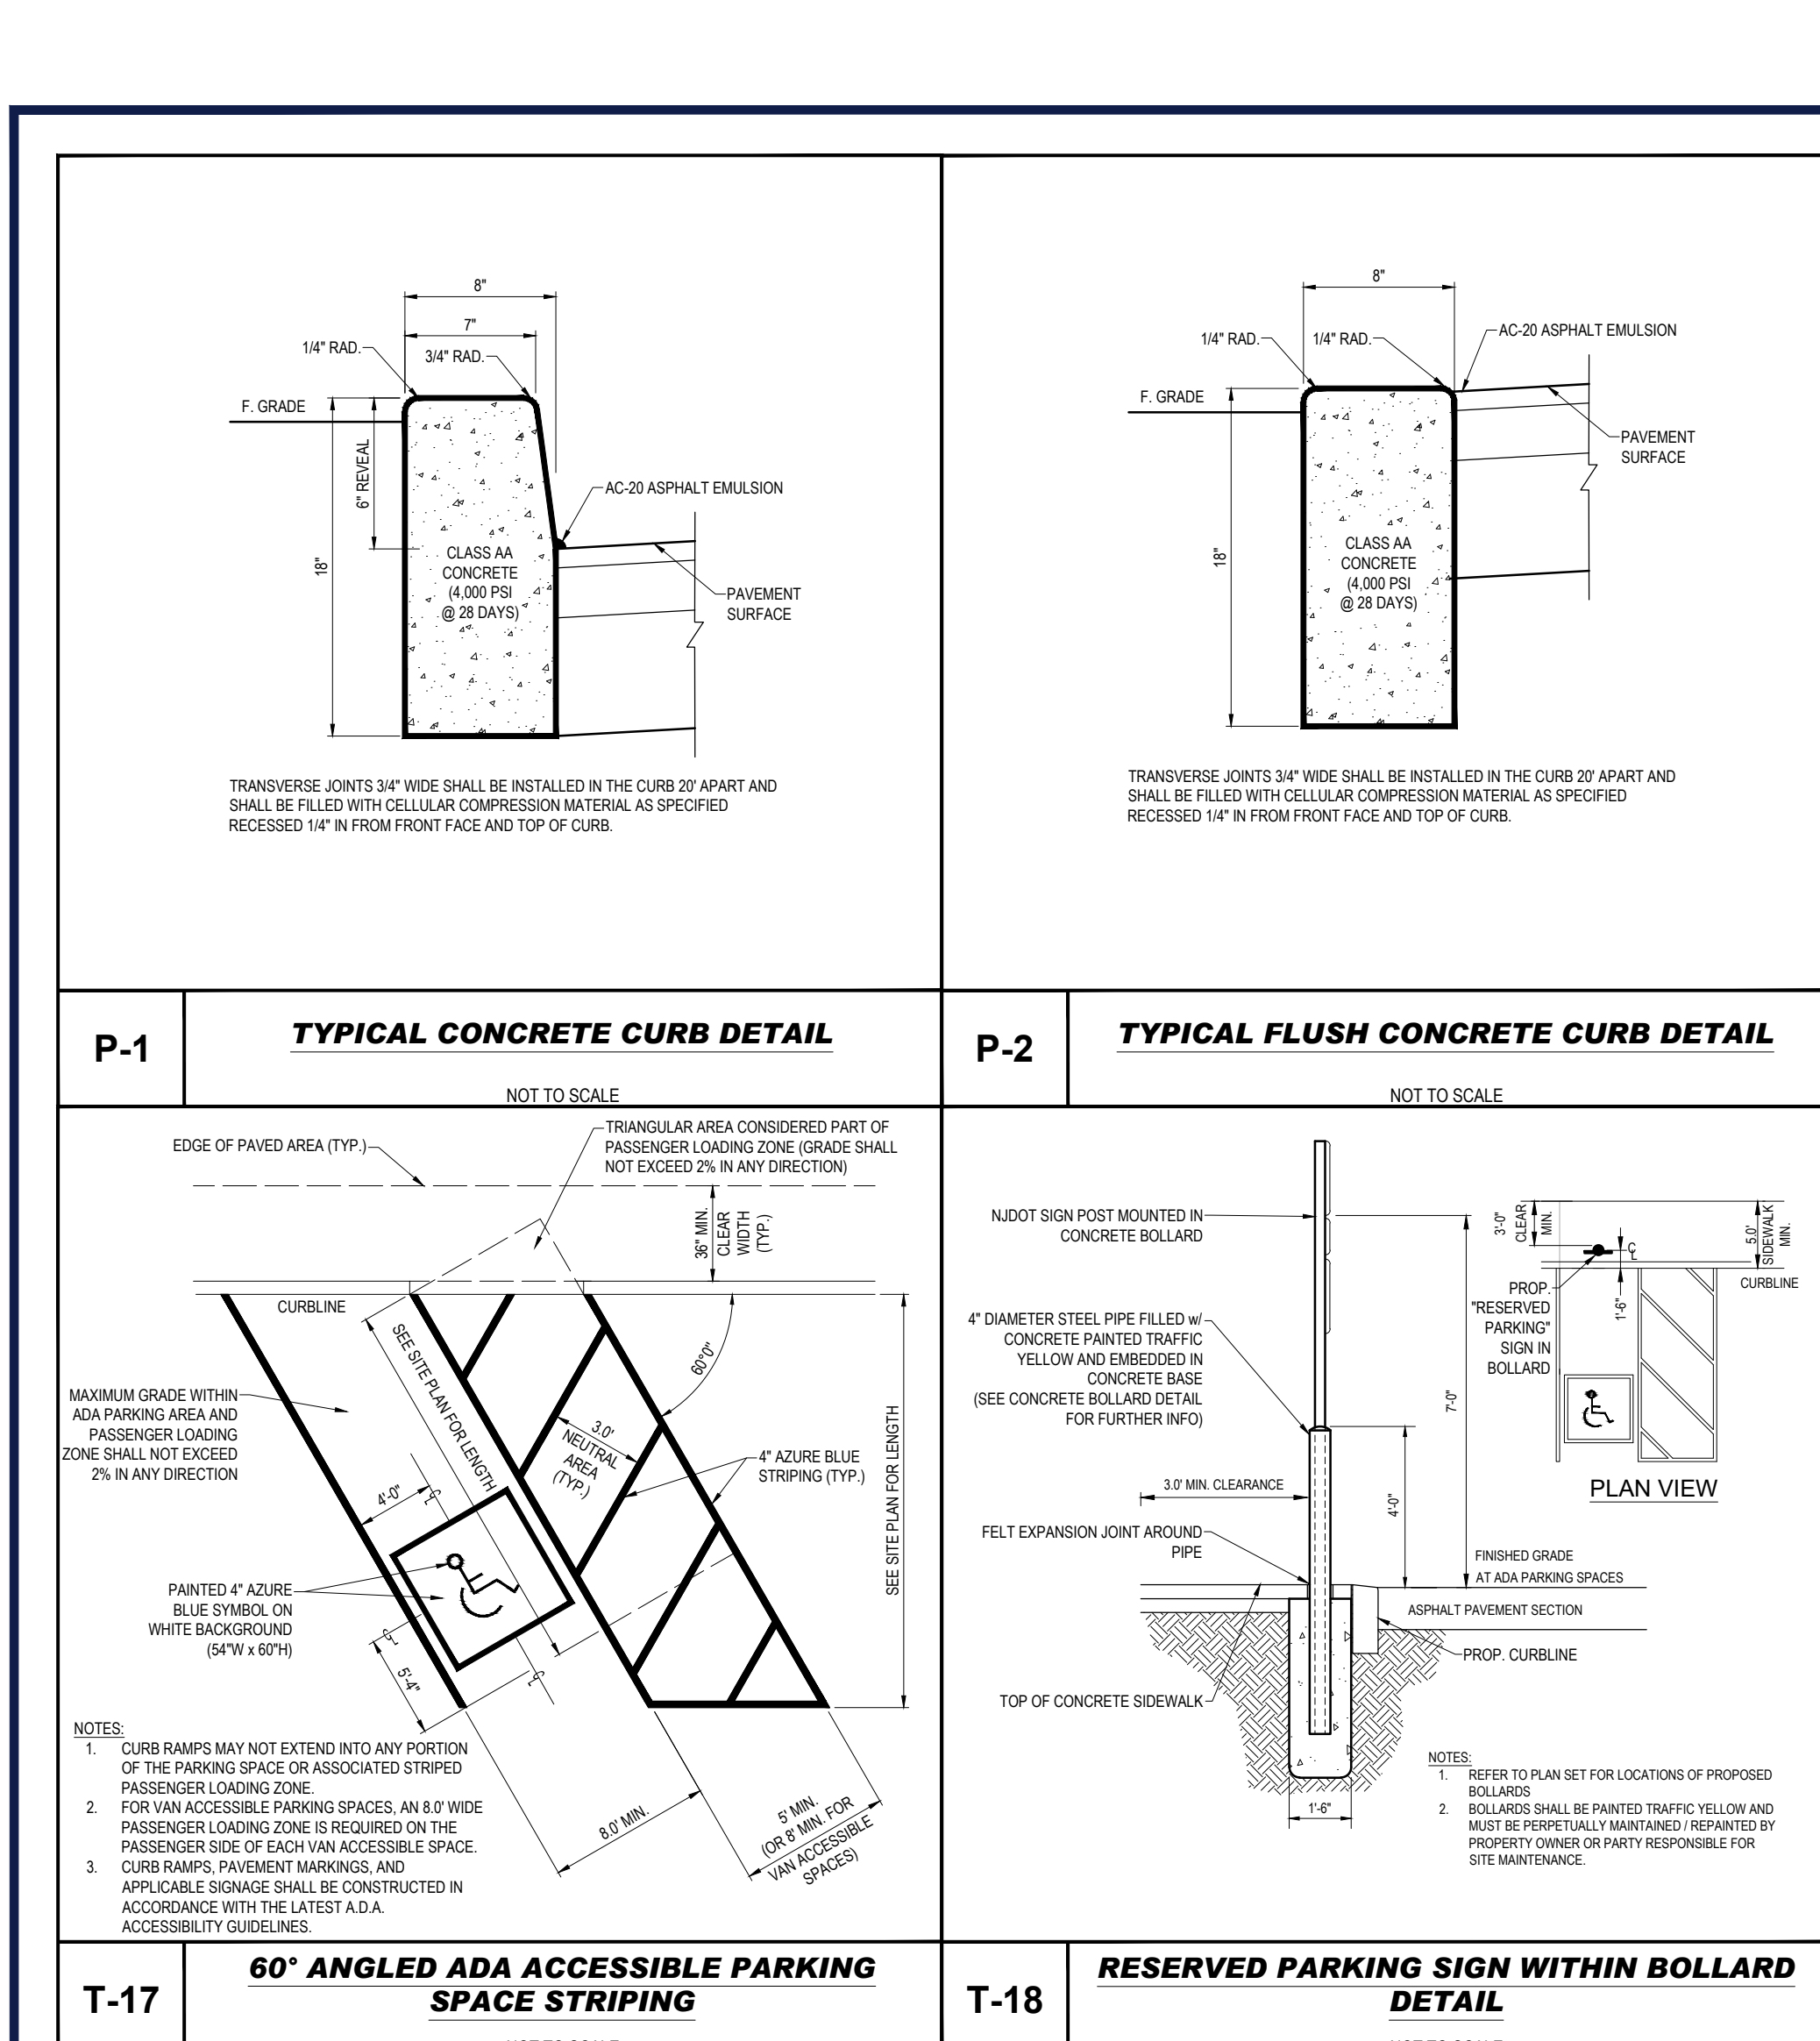 8"
7"
1/4" RAD.
3/4" RAD.
F. GRADE
6" REVEAL
18"
AC-20 ASPHALT EMULSION
CLASS AA
CONCRETE
(4,000 PSI
@ 28 DAYS)
PAVEMENT
SURFACE
TRANSVERSE JOINTS 3/4" WIDE SHALL BE INSTALLED IN THE CURB 20' APART AND
SHALL BE FILLED WITH CELLULAR COMPRESSION MATERIAL AS SPECIFIED
RECESSED 1/4" IN FROM FRONT FACE AND TOP OF CURB.
P-1
TYPICAL CONCRETE CURB DETAIL
NOT TO SCALE
8"
1/4" RAD.
1/4" RAD.
AC-20 ASPHALT EMULSION
F. GRADE
PAVEMENT
SURFACE
18"
CLASS AA
CONCRETE
(4,000 PSI
@ 28 DAYS)
TRANSVERSE JOINTS 3/4" WIDE SHALL BE INSTALLED IN THE CURB 20' APART AND
SHALL BE FILLED WITH CELLULAR COMPRESSION MATERIAL AS SPECIFIED
RECESSED 1/4" IN FROM FRONT FACE AND TOP OF CURB.
P-2
TYPICAL FLUSH CONCRETE CURB DETAIL
NOT TO SCALE
EDGE OF PAVED AREA (TYP.)
TRIANGULAR AREA CONSIDERED PART OF
PASSENGER LOADING ZONE (GRADE SHALL
NOT EXCEED 2% IN ANY DIRECTION)
36" MIN.
CLEAR
WIDTH
(TYP.)
CURBLINE
SEE SITE PLAN FOR LENGTH
60°0"
MAXIMUM GRADE WITHIN
ADA PARKING AREA AND
PASSENGER LOADING
ZONE SHALL NOT EXCEED
2% IN ANY DIRECTION
3.0'
NEUTRAL
AREA
(TYP.)
4" AZURE BLUE
STRIPING (TYP.)
SEE SITE PLAN FOR LENGTH
4'-0"
CL
PAINTED 4" AZURE
BLUE SYMBOL ON
WHITE BACKGROUND
(54"W x 60"H)
CL
5'-4"
CL
8.0' MIN.
5' MIN.
(OR 8' MIN. FOR
VAN ACCESSIBLE
SPACES)
NOTES:
1. CURB RAMPS MAY NOT EXTEND INTO ANY PORTION
OF THE PARKING SPACE OR ASSOCIATED STRIPED
PASSENGER LOADING ZONE.
2. FOR VAN ACCESSIBLE PARKING SPACES, AN 8.0' WIDE
PASSENGER LOADING ZONE IS REQUIRED ON THE
PASSENGER SIDE OF EACH VAN ACCESSIBLE SPACE.
3. CURB RAMPS, PAVEMENT MARKINGS, AND
APPLICABLE SIGNAGE SHALL BE CONSTRUCTED IN
ACCORDANCE WITH THE LATEST A.D.A.
ACCESSIBILITY GUIDELINES.
T-17
60° ANGLED ADA ACCESSIBLE PARKING
SPACE STRIPING
NJDOT SIGN POST MOUNTED IN
CONCRETE BOLLARD
4" DIAMETER STEEL PIPE FILLED w/
CONCRETE PAINTED TRAFFIC
YELLOW AND EMBEDDED IN
CONCRETE BASE
(SEE CONCRETE BOLLARD DETAIL
FOR FURTHER INFO)
3.0' MIN. CLEARANCE
FELT EXPANSION JOINT AROUND
PIPE
TOP OF CONCRETE SIDEWALK
1'-6"
4'-0"
7'-0"
FINISHED GRADE
AT ADA PARKING SPACES
ASPHALT PAVEMENT SECTION
PROP. CURBLINE
3'-0"
CLEAR
MIN.
CL
5.0'
SIDEWALK
MIN.
CURBLINE
1'-6"
PROP.
"RESERVED
PARKING"
SIGN IN
BOLLARD
PLAN VIEW
NOTES:
1. REFER TO PLAN SET FOR LOCATIONS OF PROPOSED
BOLLARDS
2. BOLLARDS SHALL BE PAINTED TRAFFIC YELLOW AND
MUST BE PERPETUALLY MAINTAINED / REPAINTED BY
PROPERTY OWNER OR PARTY RESPONSIBLE FOR
SITE MAINTENANCE.
T-18
RESERVED PARKING SIGN WITHIN BOLLARD
DETAIL